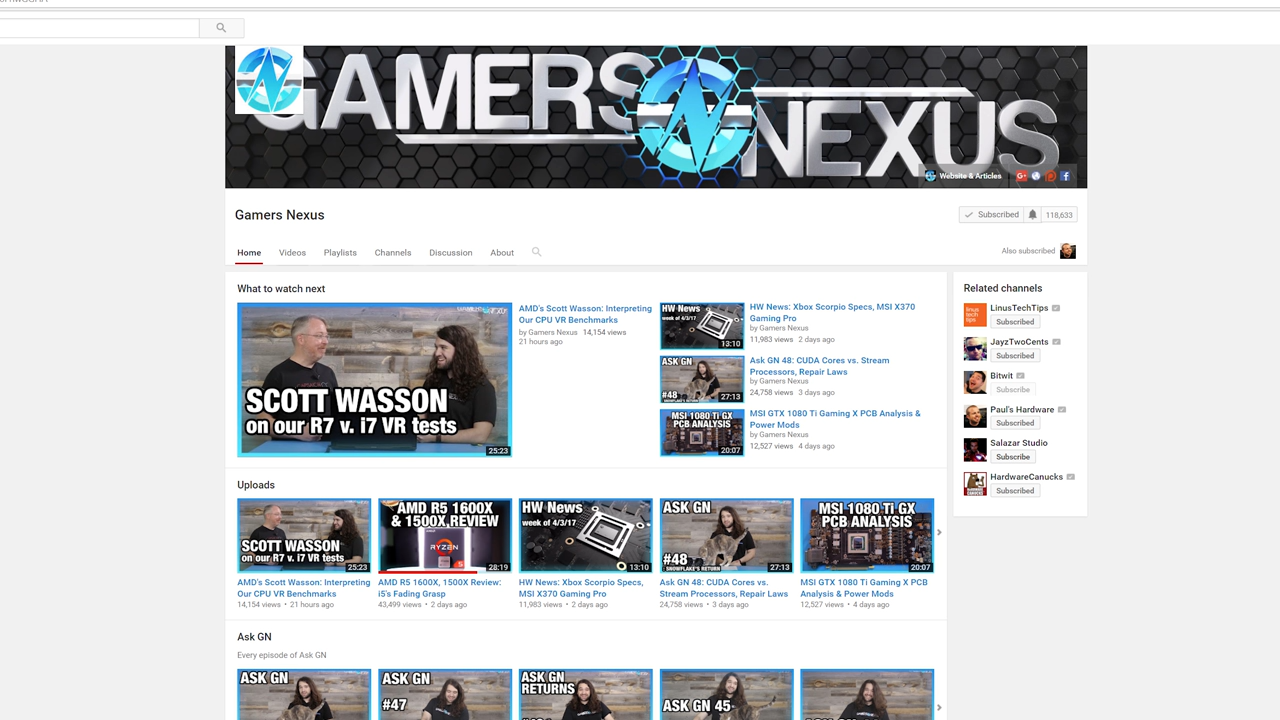 GAMERS NEXUS
Website & Articles
Gamers Nexus
Subscribed
118,633
Home
Videos
Playlists
Channels
Discussion
About
Also subscribed
What to watch next
SCOTT WASSON
on our R7 v. i7 VR tests
25:23
AMD's Scott Wasson: Interpreting
Our CPU VR Benchmarks
by Gamers Nexus 14,154 views
21 hours ago
HW News
week of 4/3/17
13:10
HW News: Xbox Scorpio Specs, MSI X370
Gaming Pro
by Gamers Nexus
11,983 views 2 days ago
ASK GN
#48
27:13
Ask GN 48: CUDA Cores vs. Stream
Processors, Repair Laws
by Gamers Nexus
24,758 views 3 days ago
MSI 1080 Ti GX
PCB ANALYSIS
20:07
MSI GTX 1080 Ti Gaming X PCB Analysis &
Power Mods
by Gamers Nexus
12,527 views 4 days ago
Related channels
LinusTechTips
Subscribed
JayzTwoCents
Subscribed
Bitwit
Subscribe
Paul's Hardware
Subscribed
Salazar Studio
Subscribe
HardwareCanucks
Subscribed
Uploads
SCOTT WASSON
on our R7 v. i7 VR tests
25:23
AMD's Scott Wasson: Interpreting
Our CPU VR Benchmarks
14,154 views • 21 hours ago
AMD R5 1600X
& 1500X REVIEW
RYZEN
28:19
AMD R5 1600X, 1500X Review:
i5's Fading Grasp
43,499 views • 2 days ago
HW News
week of 4/3/17
13:10
HW News: Xbox Scorpio Specs,
MSI X370 Gaming Pro
11,983 views • 2 days ago
ASK GN
#48
SNOWFLAKE'S RETURN
27:13
Ask GN 48: CUDA Cores vs.
Stream Processors, Repair Laws
24,758 views • 3 days ago
MSI 1080 Ti GX
PCB ANALYSIS
20:07
MSI GTX 1080 Ti Gaming X PCB
Analysis & Power Mods
12,527 views • 4 days ago
Ask GN
Every episode of Ask GN
ASK GN
ASK GN
#47
ASK GN
RETURNS
ASK GN 45